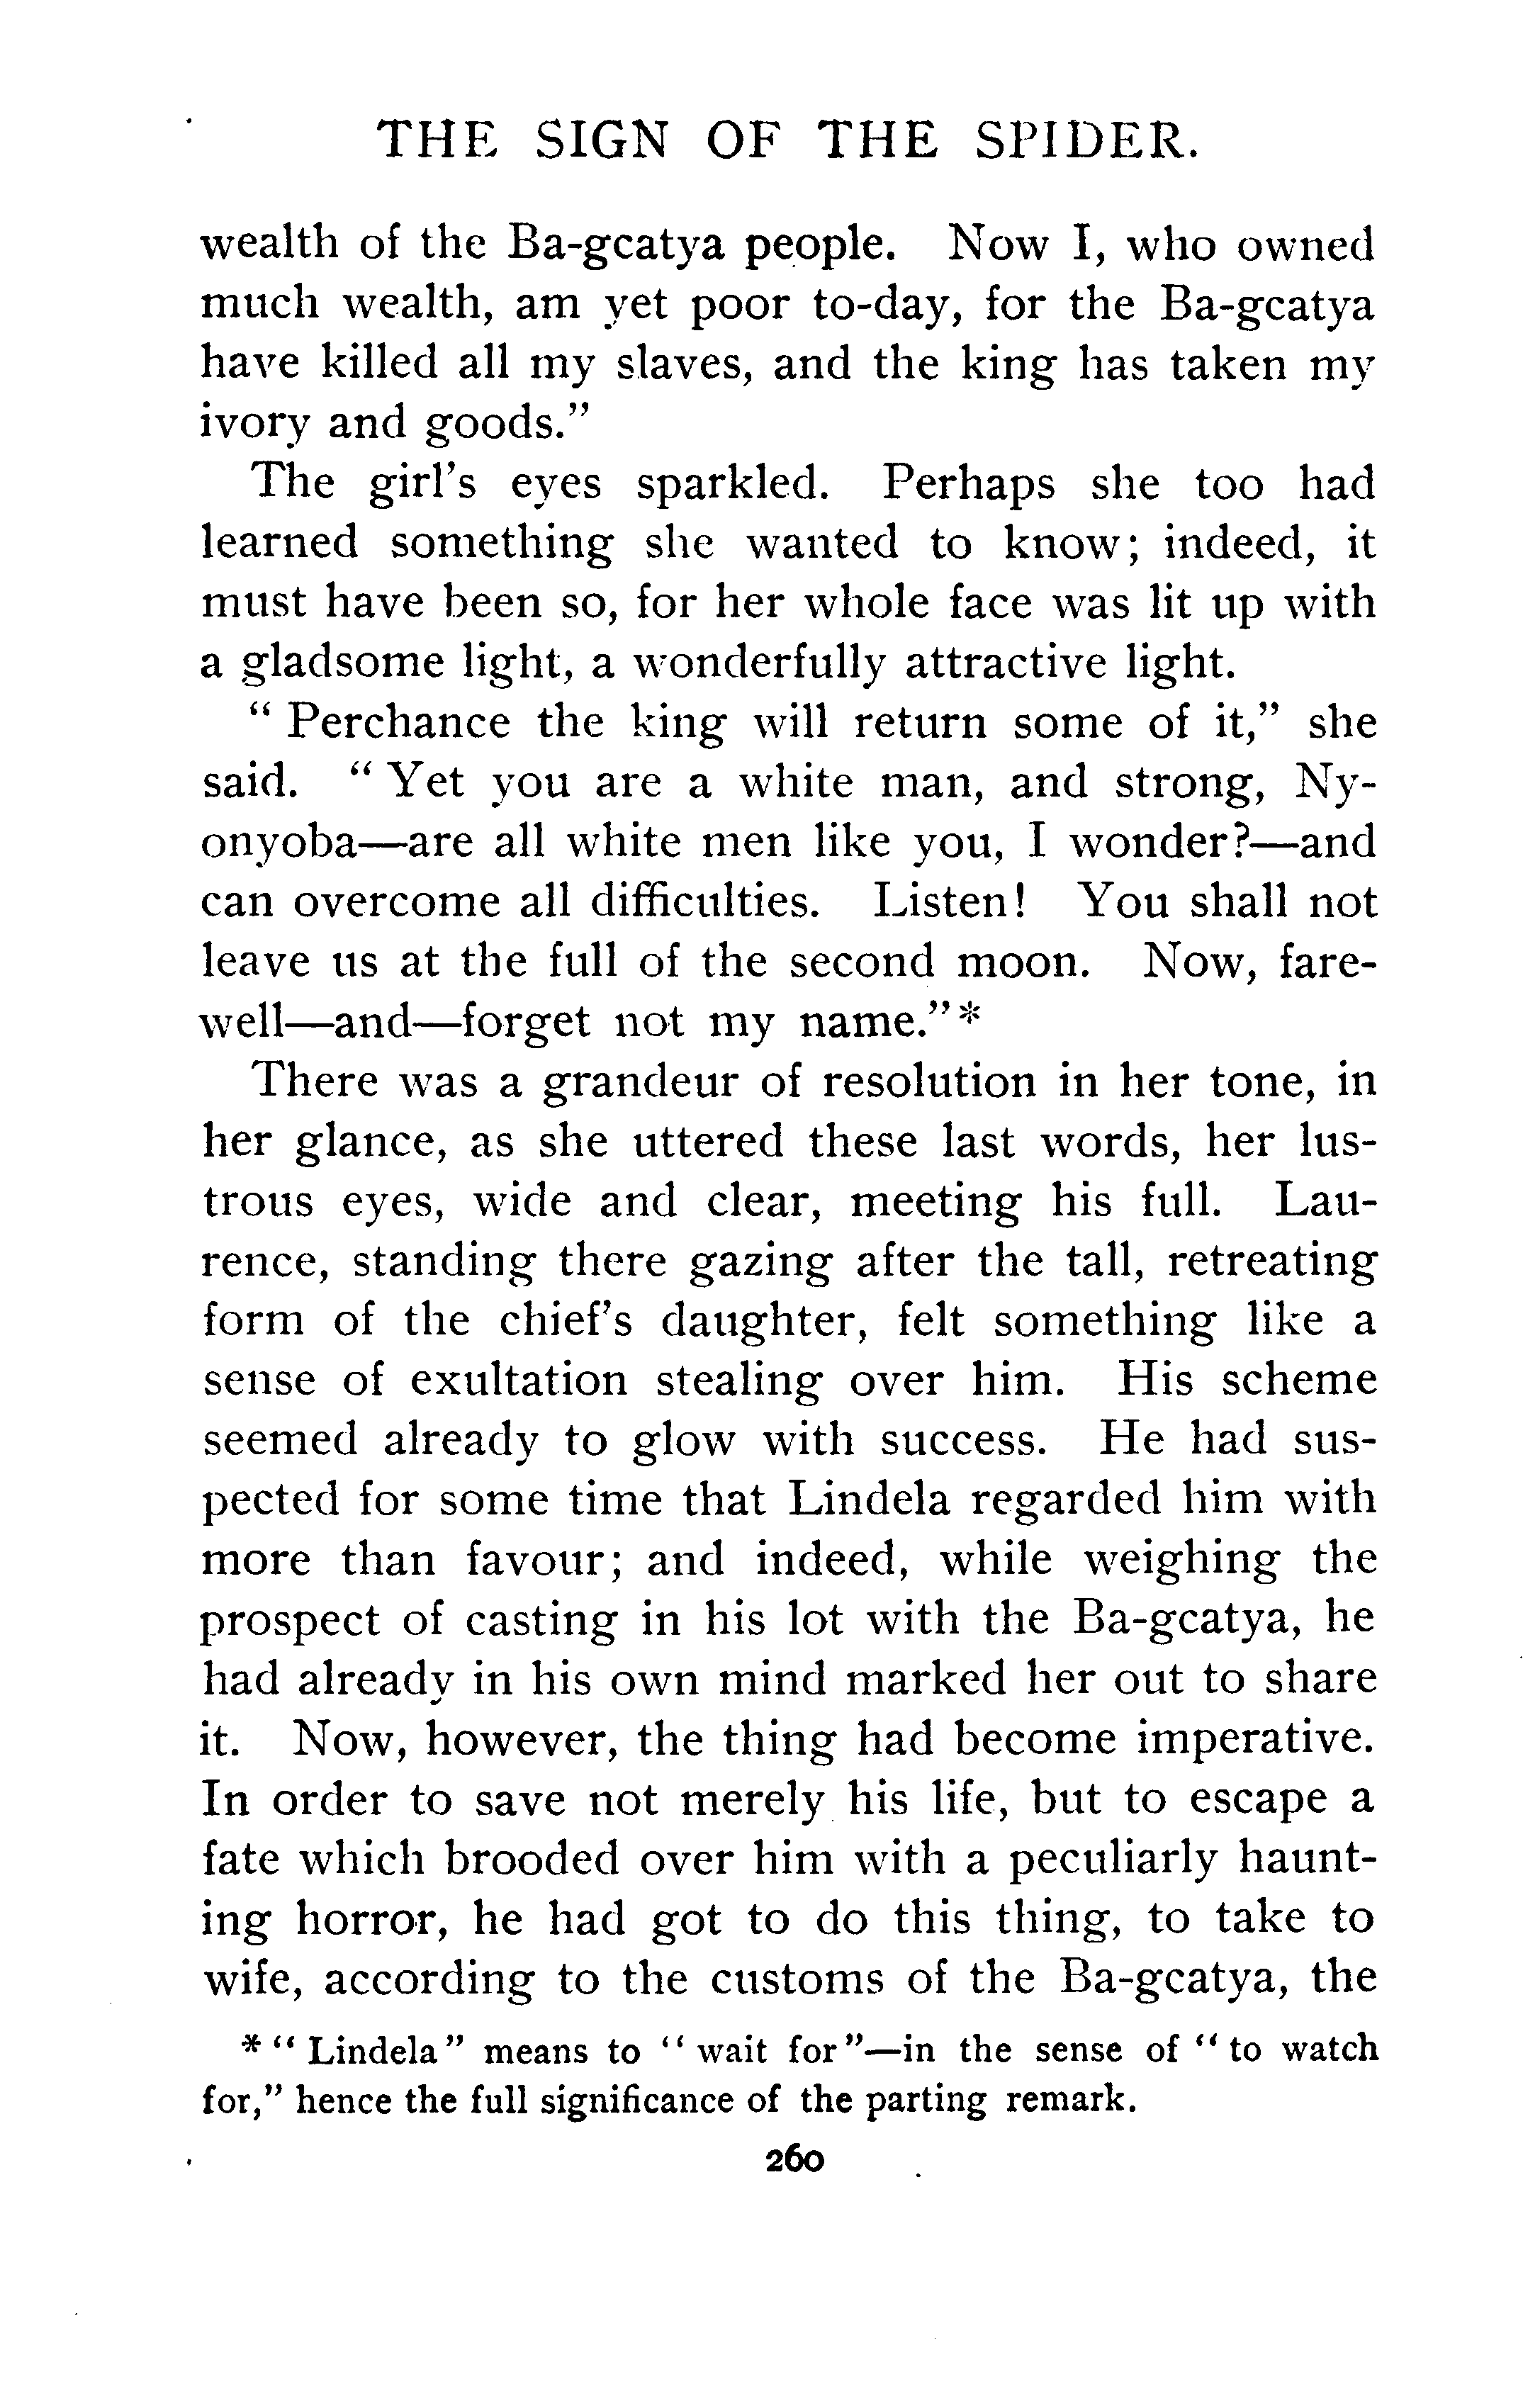 THE SIGN OF THE SPIDER.
wealth of the Ba-gcatya people. Now I, who owned
much wealth, am yet poor to-day, for the Ba-gcatya
have killed all my slaves, and the king has taken my
ivory and goods.”
The girl’s eyes sparkled. Perhaps she too had
learned something she wanted to know; indeed, it
must have been so, for her whole face was lit up with
a gladsome light, a wonderfully attractive light.
“ Perchance the king will return some of it,” she
said. “ Yet you are a white man, and strong, Ny-
onyoba—are all white men like you, I wonder?—and
can overcome all difficulties. Listen! You shall not
leave us at the full of the second moon. Now, fare-
well—and—forget not my name.”*
There was a grandeur of resolution in her tone, in
her glance, as she uttered these last words, her lus-
trous eyes, wide and clear, meeting his full. Lau-
rence, standing there gazing after the tall, retreating
form of the chief’s daughter, felt something like a
sense of exultation stealing over him. His scheme
seemed already to glow with success. He had sus-
pected for some time that Lindela regarded him with
more than favour; and indeed, while weighing the
prospect of casting in his lot with the Ba-gcatya, he
had already in his own mind marked her out to share
it. Now, however, the thing had become imperative.
In order to save not merely his life, but to escape a
fate which brooded over him with a peculiarly haunt-
ing horror, he had got to do this thing, to take to
wife, according to the customs of the Ba-gcatya, the
* “ Lindela” means to “ wait for”—in the sense of “ to watch
for,” hence the full significance of the parting remark.
260